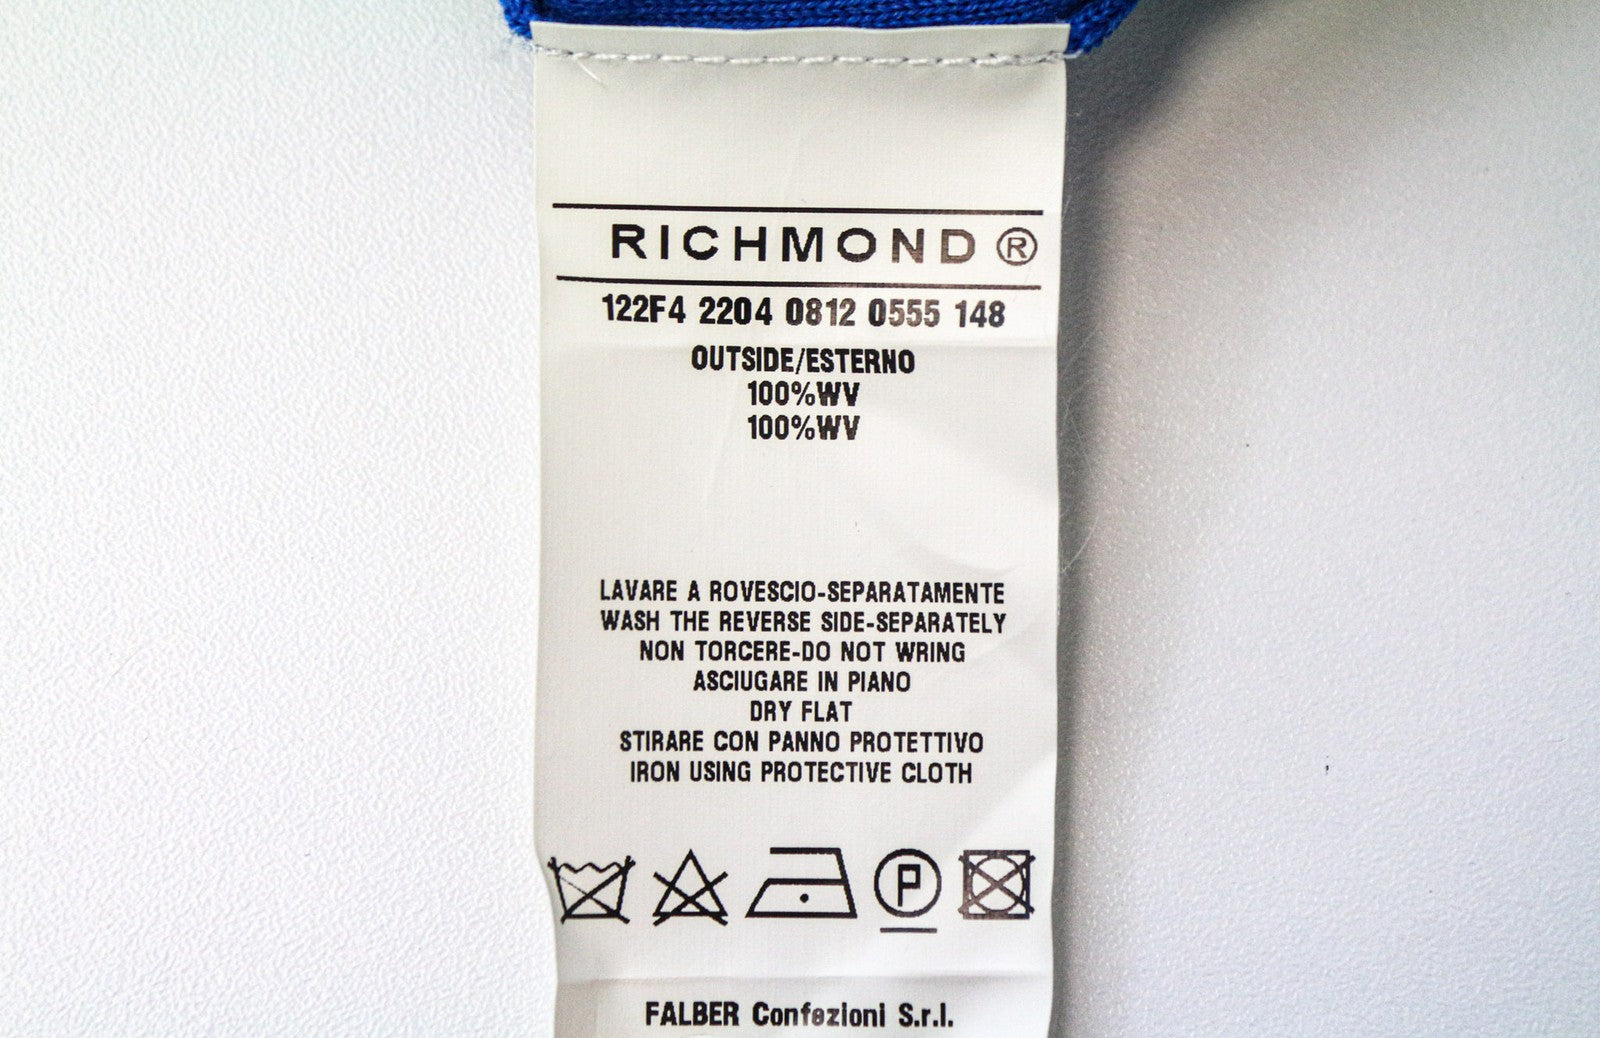 RICHMOND ®
122F4 2204 0812 0555 148
OUTSIDE/ESTERNO
100%WV
100%WV
LAVARE A ROVESCIO-SEPARATAMENTE
WASH THE REVERSE SIDE-SEPARATELY
NON TORCERE-DO NOT WRING
ASCIUGARE IN PIANO
DRY FLAT
STIRARE CON PANNO PROTETTIVO
IRON USING PROTECTIVE CLOTH
P
FALBER Confezioni S.r.l.